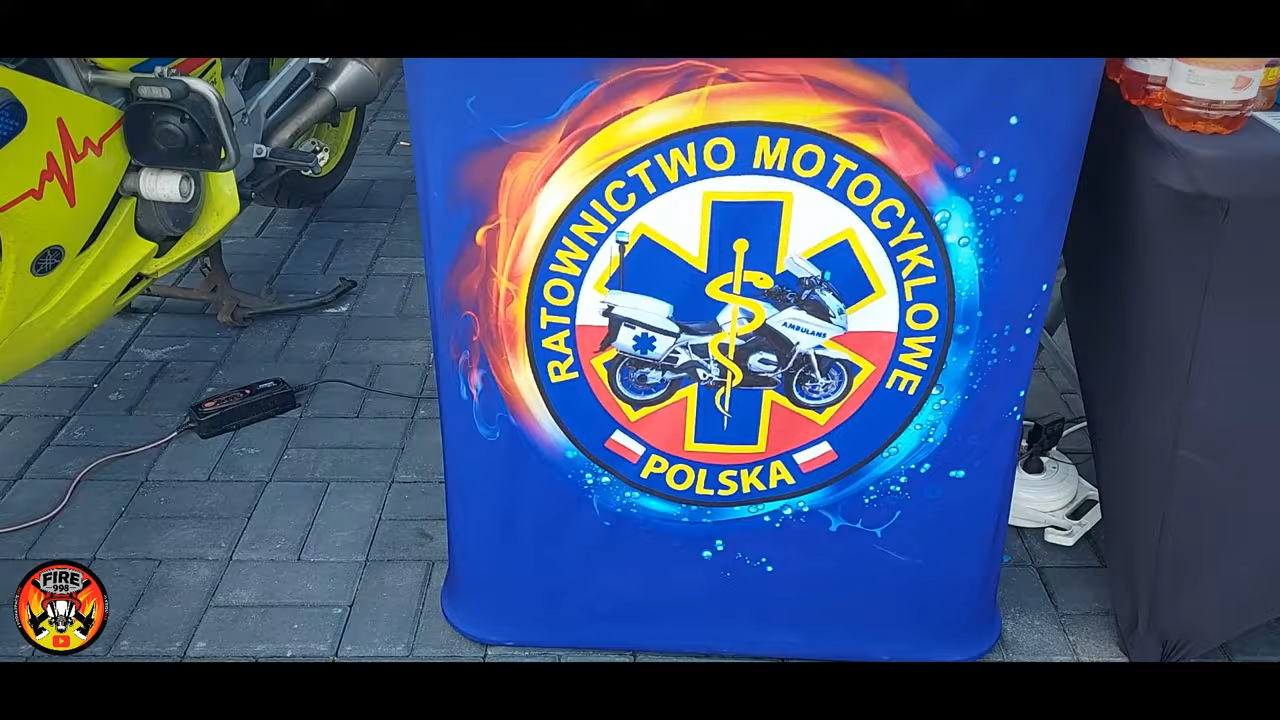 RATOWNICTWO MOTOCYKLOWE
AMBULANS
POLSKA
FIRE
998